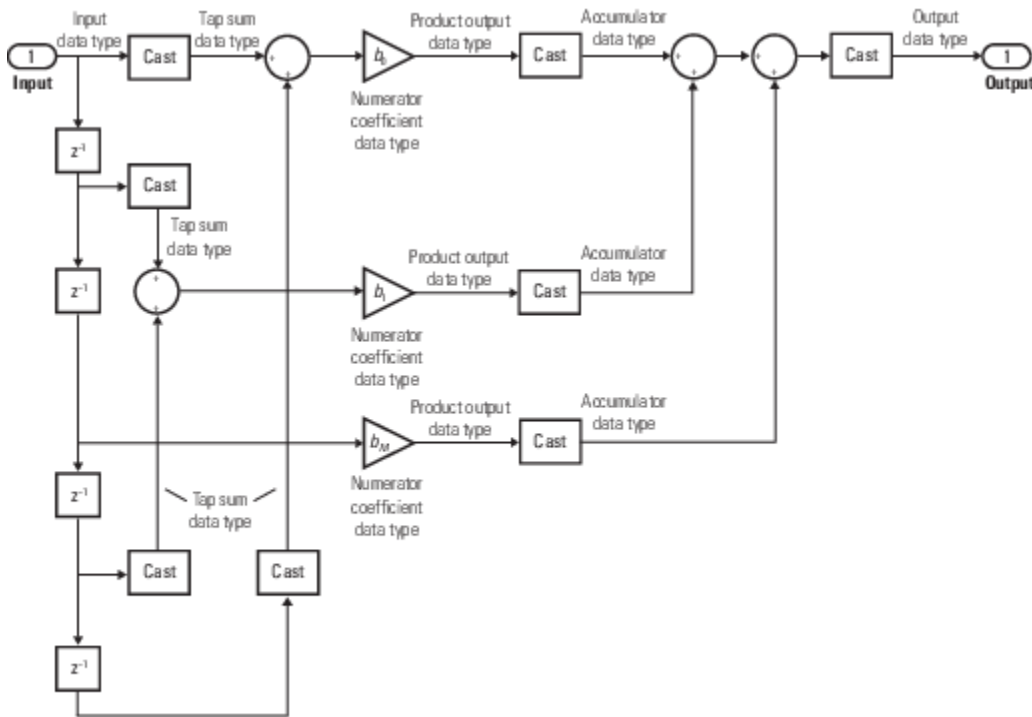 Input
data type
Tap sum
data type
Product output
data type
Accumulator
data type
Output
data type
1
Input
Cast
+
+
b₀
Cast
+
+
+
+
Cast
1
Output
Numerator
coefficient
data type
z⁻¹
Cast
Tap sum
data type
z⁻¹
+
+
b₁
Product output
data type
Cast
Accumulator
data type
Numerator
coefficient
data type
b_M
Product output
data type
Cast
Accumulator
data type
z⁻¹
Tap sum
data type
Numerator
coefficient
data type
Cast
Cast
z⁻¹